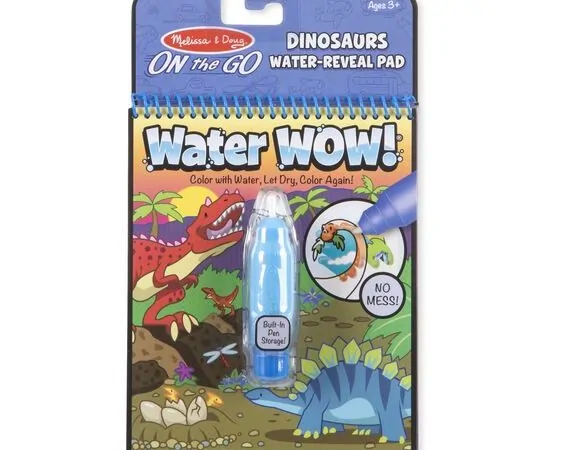 Ages 3+
Melissa & Doug
ON the GO
DINOSAURS
WATER-REVEAL PAD
Water WOW!
Color with Water, Let Dry, Color Again!
NO
MESS!
Built-In
Pen
Storage!